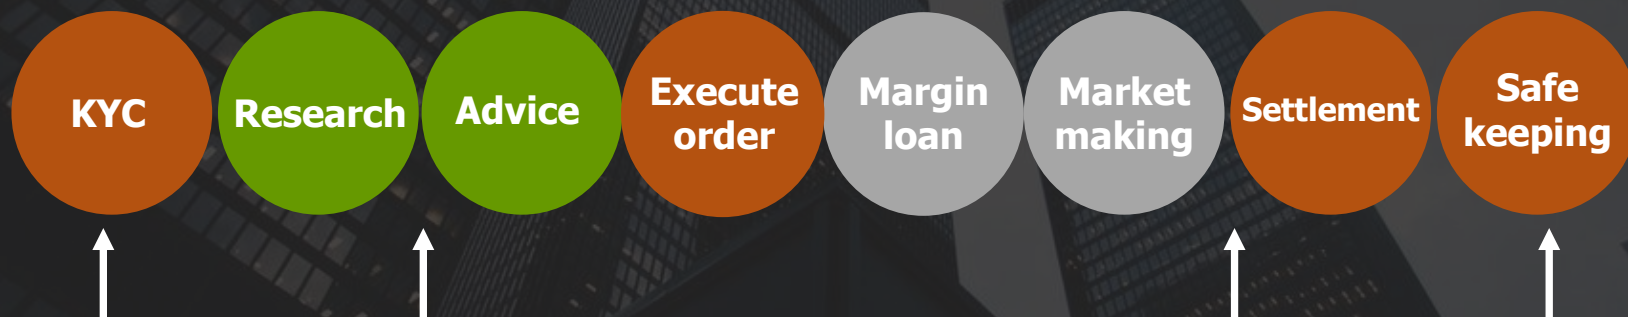 KYC
Research
Advice
Execute
order
Margin
loan
Market
making
Settlement
Safe
keeping